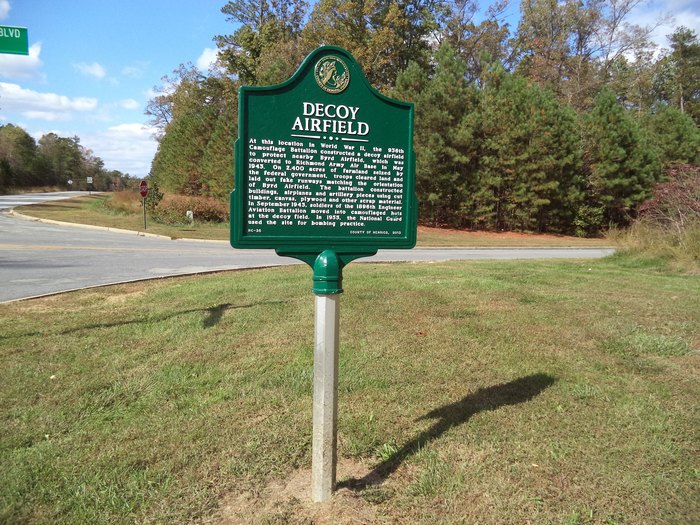 BLVD
DECOY
AIRFIELD
At this location in World War II, the 936th
Camouflage Battalion constructed a decoy airfield
to protect nearby Byrd Airfield, which was
converted to Richmond Army Air Base in May
1943. On 2,400 acres of farmland seized by
the federal government, troops cleared land and
laid out fake runways matching the orientation
of Byrd Airfield. The battalion constructed
buildings, airplanes and artillery pieces using cut
timber, canvas, plywood and other scrap material.
In September 1943, soldiers of the 1896th Engineer
Aviation Battalion moved into camouflaged huts
at the decoy field. In 1953, the National Guard
used the site for bombing practice.
COUNTY OF HENRICO, 2010